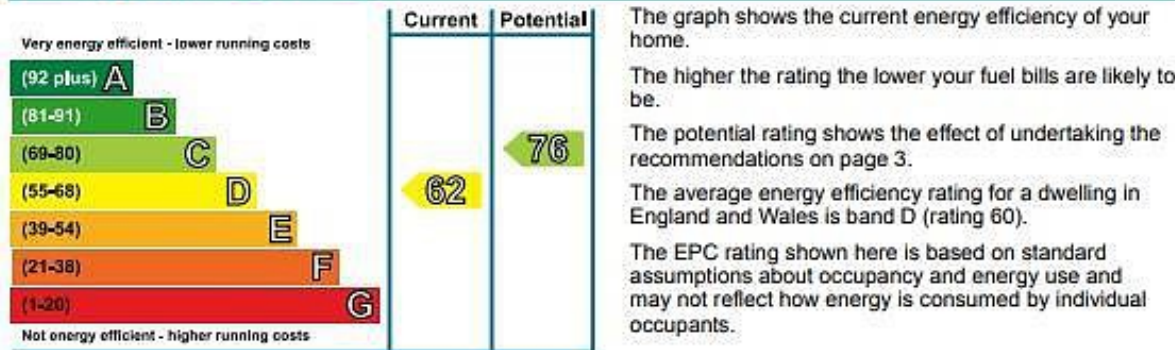 Current Potential
Very energy efficient - lower running costs
(92 plus) A
(81-91) B
(69-80) C
(55-68) D
(39-54) E
(21-38) F
(1-20) G
Not energy efficient - higher running costs
62
76
The graph shows the current energy efficiency of your
home.
The higher the rating the lower your fuel bills are likely to
be.
The potential rating shows the effect of undertaking the
recommendations on page 3.
The average energy efficiency rating for a dwelling in
England and Wales is band D (rating 60).
The EPC rating shown here is based on standard
assumptions about occupancy and energy use and
may not reflect how energy is consumed by individual
occupants.